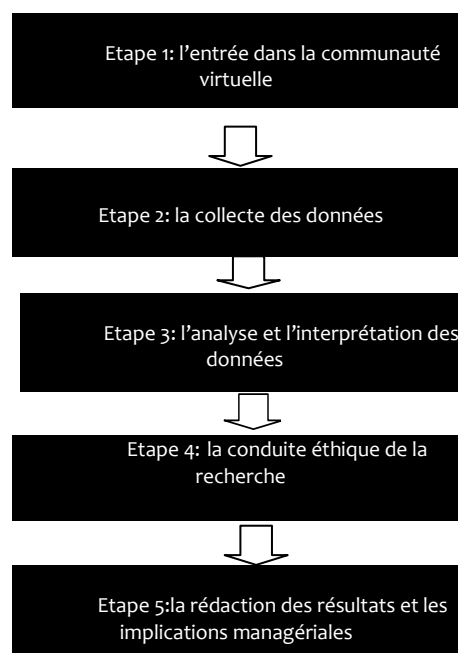 Etape 1: l’entrée dans la communauté
virtuelle
Etape 2: la collecte des données
Etape 3: l’analyse et l’interprétation des
données
Etape 4: la conduite éthique de la
recherche
Etape 5:la rédaction des résultats et les
implications managériales